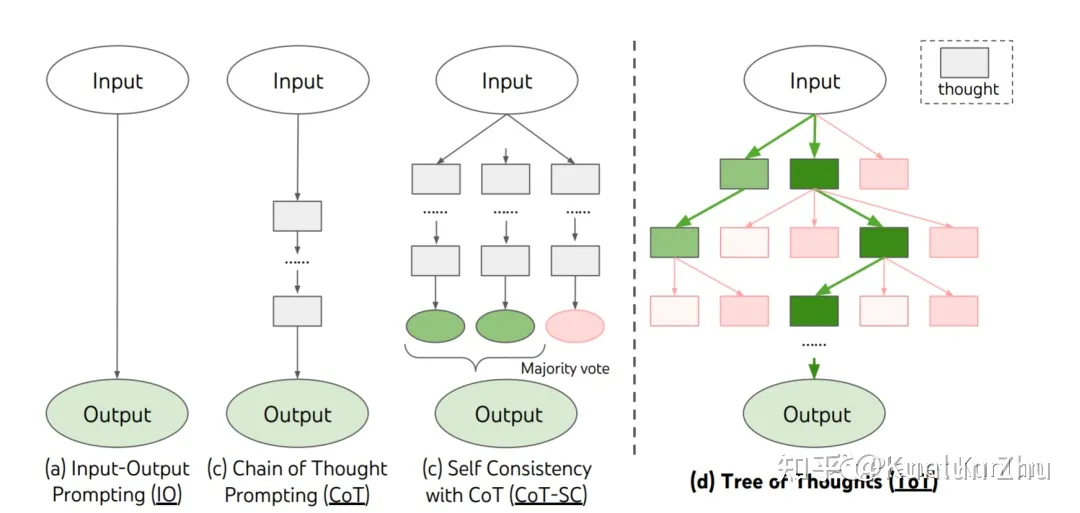 Input
Input
Input
Input
thought
......
......
......
......
......
Majority vote
Output
Output
Output
Output
(a) Input-Output
Prompting (IO)
(c) Chain of Thought
Prompting (CoT)
(c) Self Consistency
with CoT (CoT-SC)
(d) Tree of Thoughts (ToT)
知乎